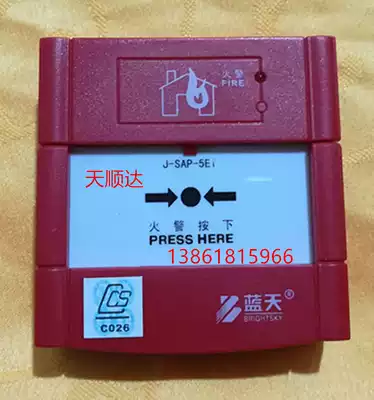 火警
FIRE
J-SAP-5E1
天顺达
火警按下
PRESS HERE
13861815966
CCS
C026
蓝天®
BRIGHTSKY